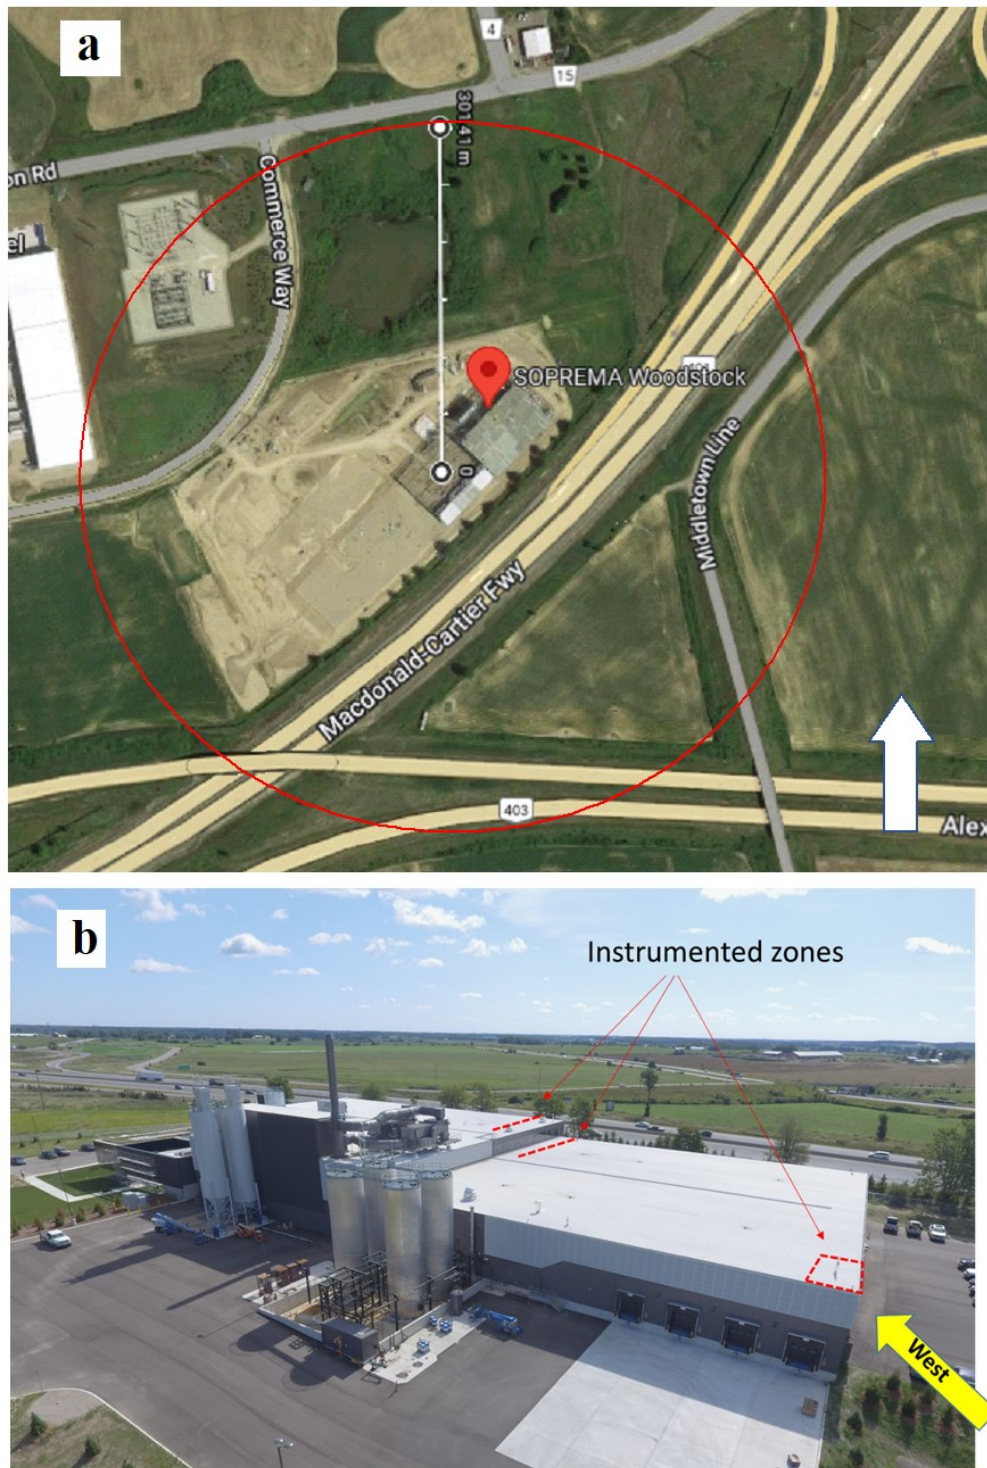 a
4
15
301,41 m
on Rd
Commerce Way
el
SOPREMA Woodstock
0
Middletown Line
Macdonald-Cartier Fwy
403
Alex
b
Instrumented zones
West